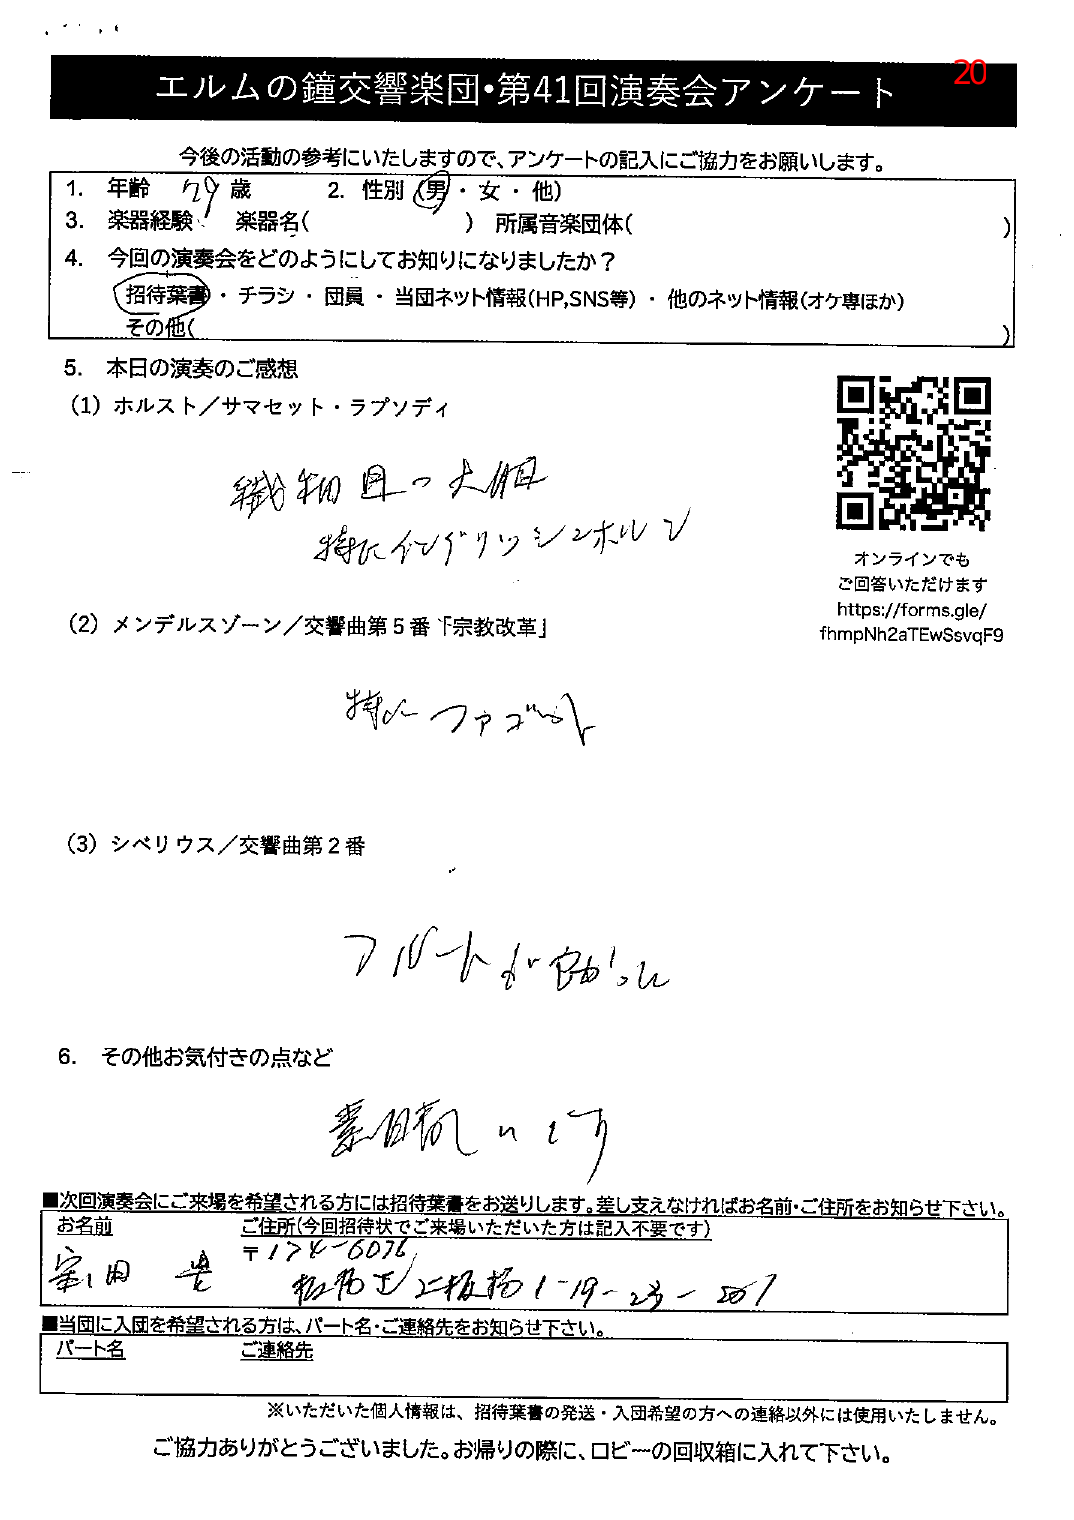 20
エルムの鐘交響楽団・第41回演奏会アンケート
今後の活動の参考にいたしますので、アンケートの記入にご協力をお願いします。
1. 年齢 79 歳 2. 性別 (男・女・他)
3. 楽器経験 楽器名( ) 所属音楽団体( )
4. 今回の演奏会をどのようにしてお知りになりましたか？
招待葉書・チラシ・団員・当団ネット情報(HP,SNS等)・他のネット情報(オケ専ほか)
その他( )
5. 本日の演奏のご感想
(1) ホルスト／サマセット・ラプソディ
特にイングリッシュホルン
オンラインでも
ご回答いただけます
https://forms.gle/
fhmpNh2aTEwSsvqF9
(2) メンデルスゾーン／交響曲第5番「宗教改革」
特に ファゴット
(3) シベリウス／交響曲第2番
フルートが良かった
6. その他お気付きの点など
素晴しいです
■次回演奏会にご来場を希望される方には招待葉書をお送りします。差し支えなければお名前・ご住所をお知らせ下さい。
お名前 ご住所(今回招待状でご来場いただいた方は記入不要です)
〒174-6076
板橋区上板橋1-19-23-
■当団に入団を希望される方は、パート名・ご連絡先をお知らせ下さい。
パート名 ご連絡先
※いただいた個人情報は、招待葉書の発送・入団希望の方への連絡以外には使用いたしません。
ご協力ありがとうございました。お帰りの際に、ロビーの回収箱に入れて下さい。